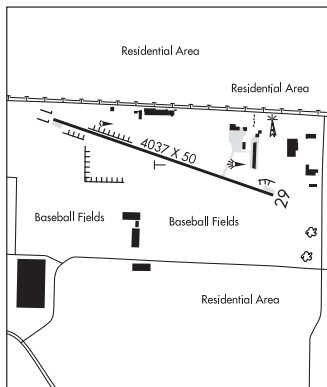 Residential Area
Residential Area
11
4037 X 50
29
Baseball Fields
Baseball Fields
Residential Area